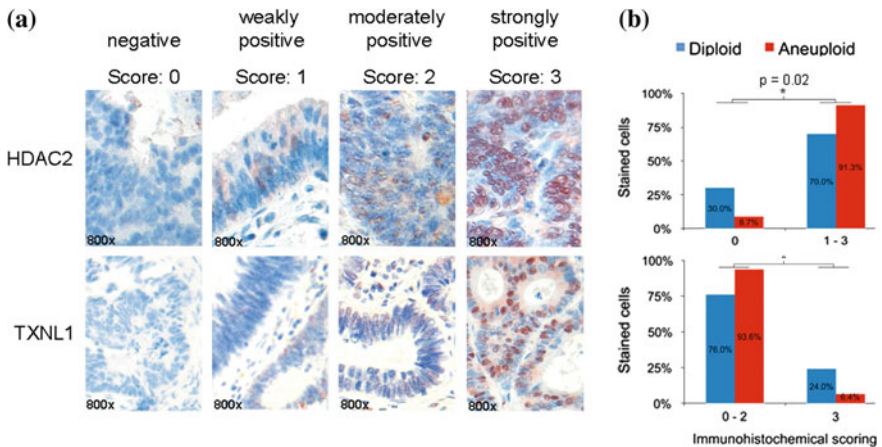 (a)
negative
weakly positive
moderately positive
strongly positive
Score: 0
Score: 1
Score: 2
Score: 3
HDAC2
800x
800x
800x
800x
TXNL1
800x
800x
800x
800x
(b)
Diploid
Aneuploid
p = 0.02
*
Stained cells
100%
75%
50%
25%
0%
30.0%
8.7%
70.0%
91.3%
0
1 - 3
Stained cells
100%
75%
50%
25%
0%
76.0%
93.6%
24.0%
6.4%
0 - 2
3
Immunohistochemical scoring